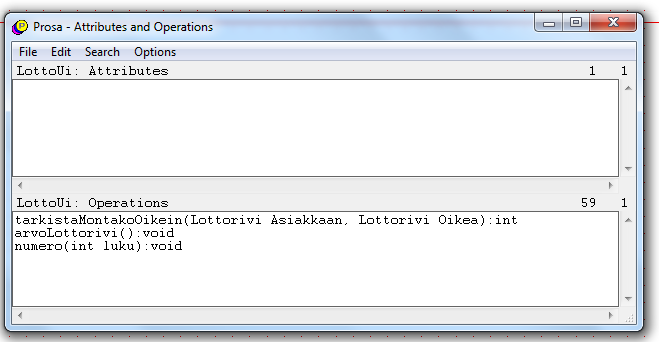 Prosa - Attributes and Operations
File Edit Search Options
LottoUi: Attributes 1 1
LottoUi: Operations 59 1
tarkistaMontakoOikein(Lottorivi Asiakkaan, Lottorivi Oikea):int
arvoLottorivi():void
numero(int luku):void